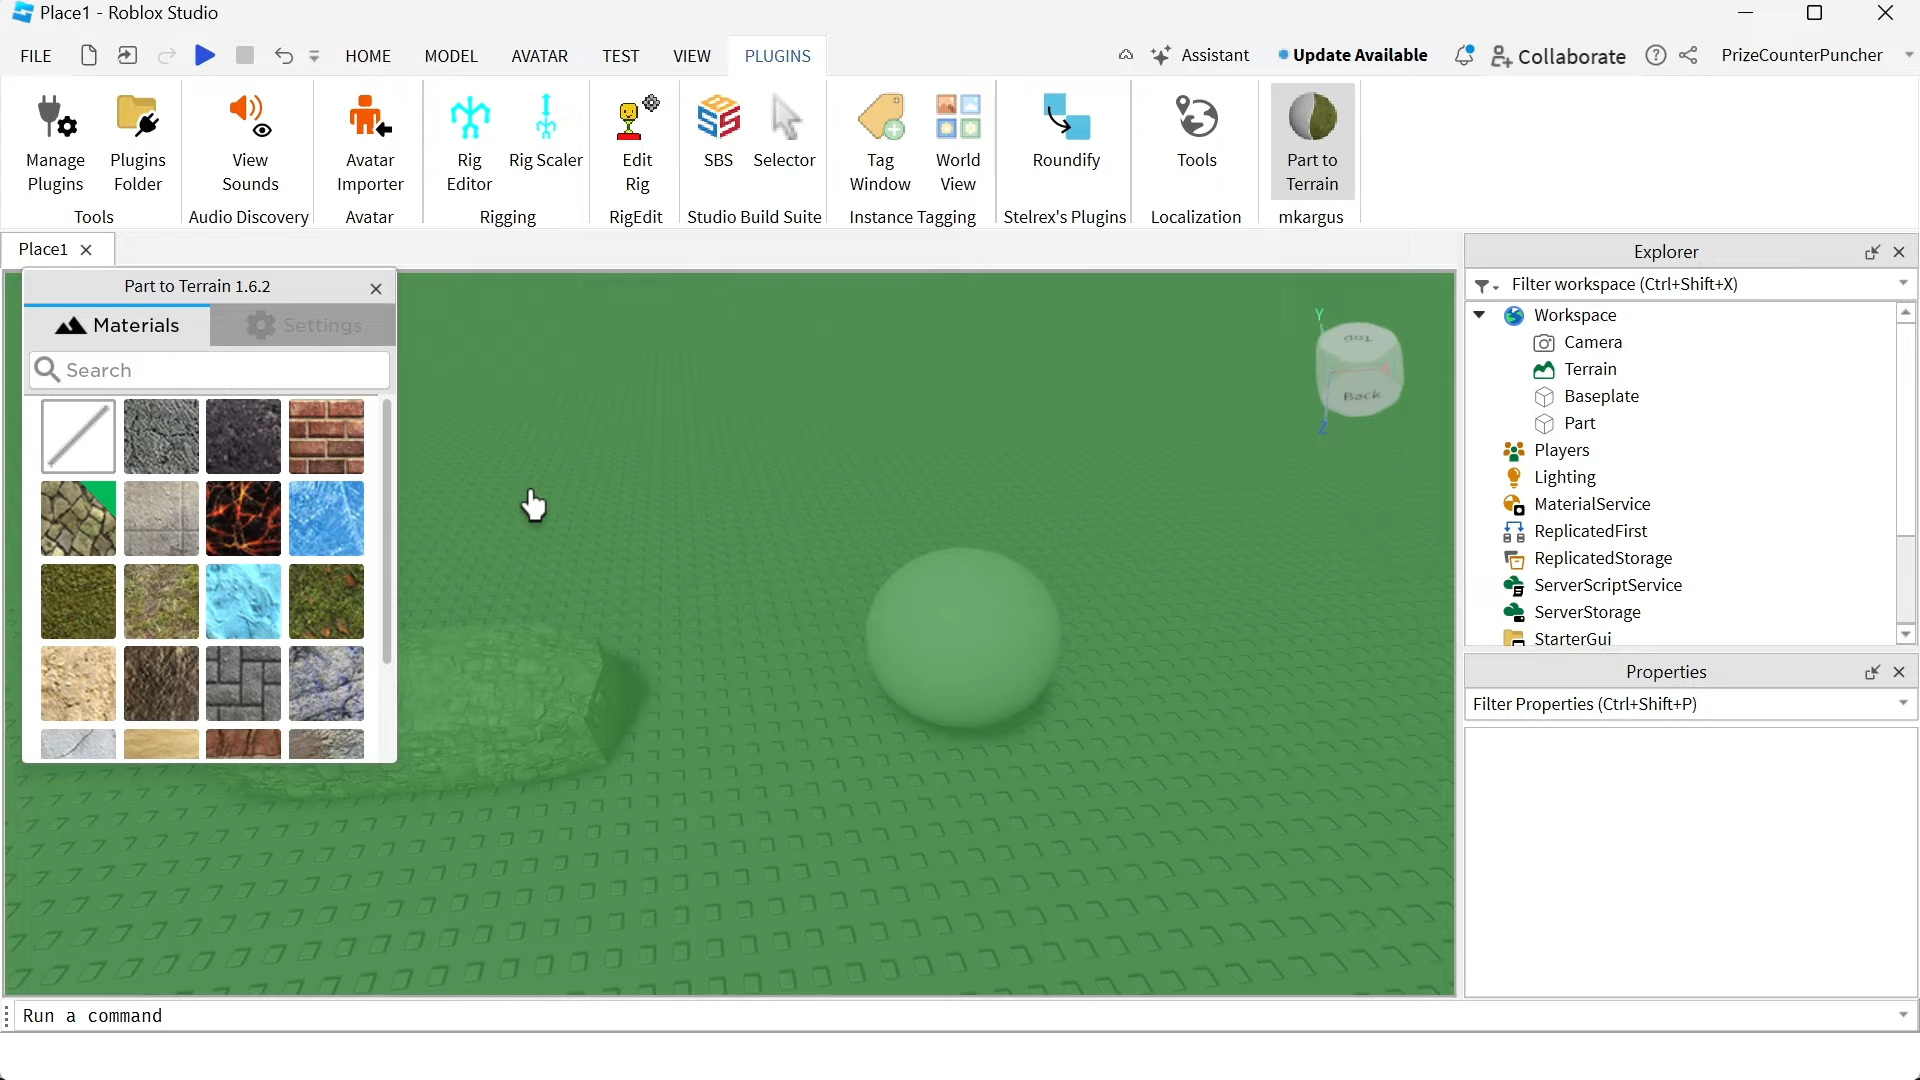 Place1 - Roblox Studio
FILE HOME MODEL AVATAR TEST VIEW PLUGINS Assistant Update Available Collaborate PrizeCounterPuncher
Manage Plugins
Plugins Folder
View Sounds
Avatar Importer
Rig Editor
Rig Scaler
Edit Rig
SBS
Selector
Tag Window
World View
Roundify
Tools
Part to Terrain
Tools Audio Discovery Avatar Rigging RigEdit Studio Build Suite Instance Tagging Stelrex's Plugins Localization mkargus
Place1
Part to Terrain 1.6.2
Materials Settings
Search
Y
Top
Back
Z
Explorer
Filter workspace (Ctrl+Shift+X)
Workspace
Camera
Terrain
Baseplate
Part
Players
Lighting
MaterialService
ReplicatedFirst
ReplicatedStorage
ServerScriptService
ServerStorage
StarterGui
Properties
Filter Properties (Ctrl+Shift+P)
Run a command